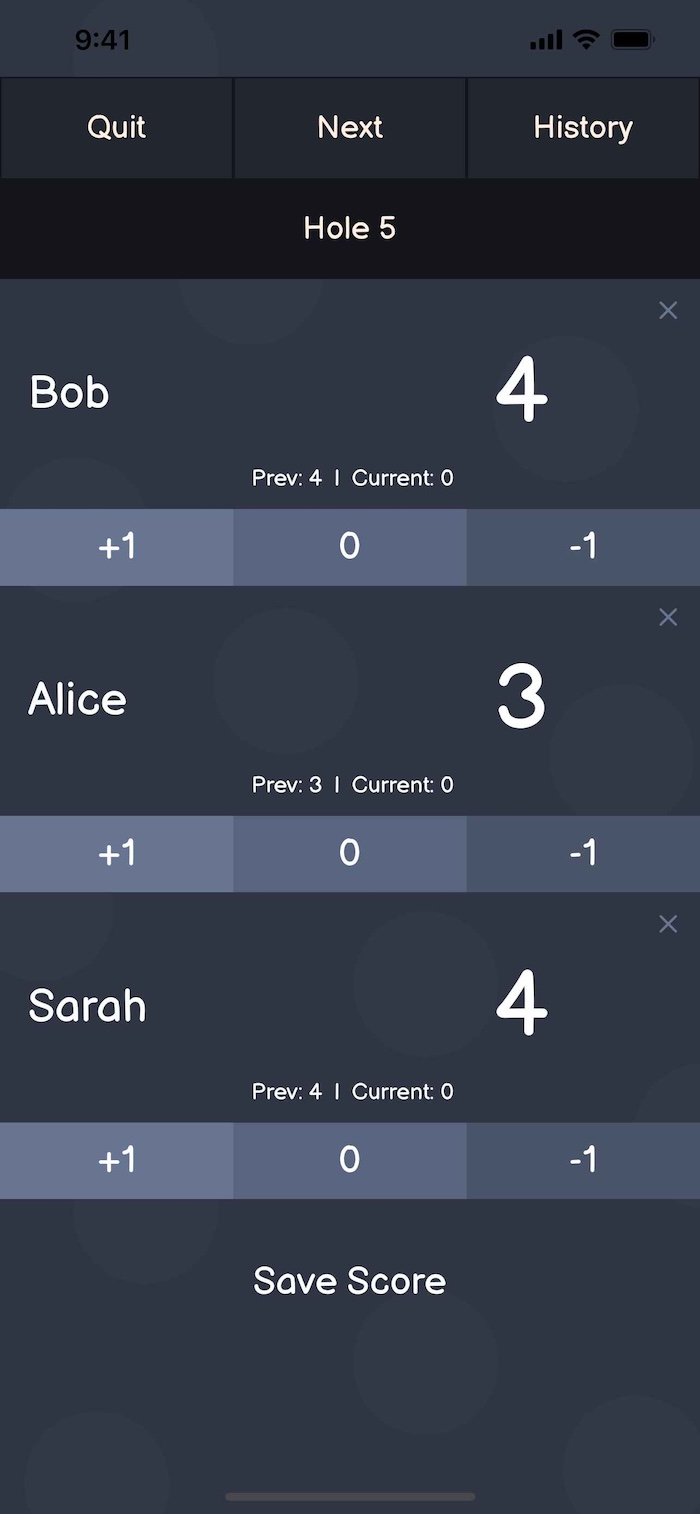 9:41
Quit Next History
Hole 5
Bob 4
Prev: 4 | Current: 0
+1 0 -1
Alice 3
Prev: 3 | Current: 0
+1 0 -1
Sarah 4
Prev: 4 | Current: 0
+1 0 -1
Save Score